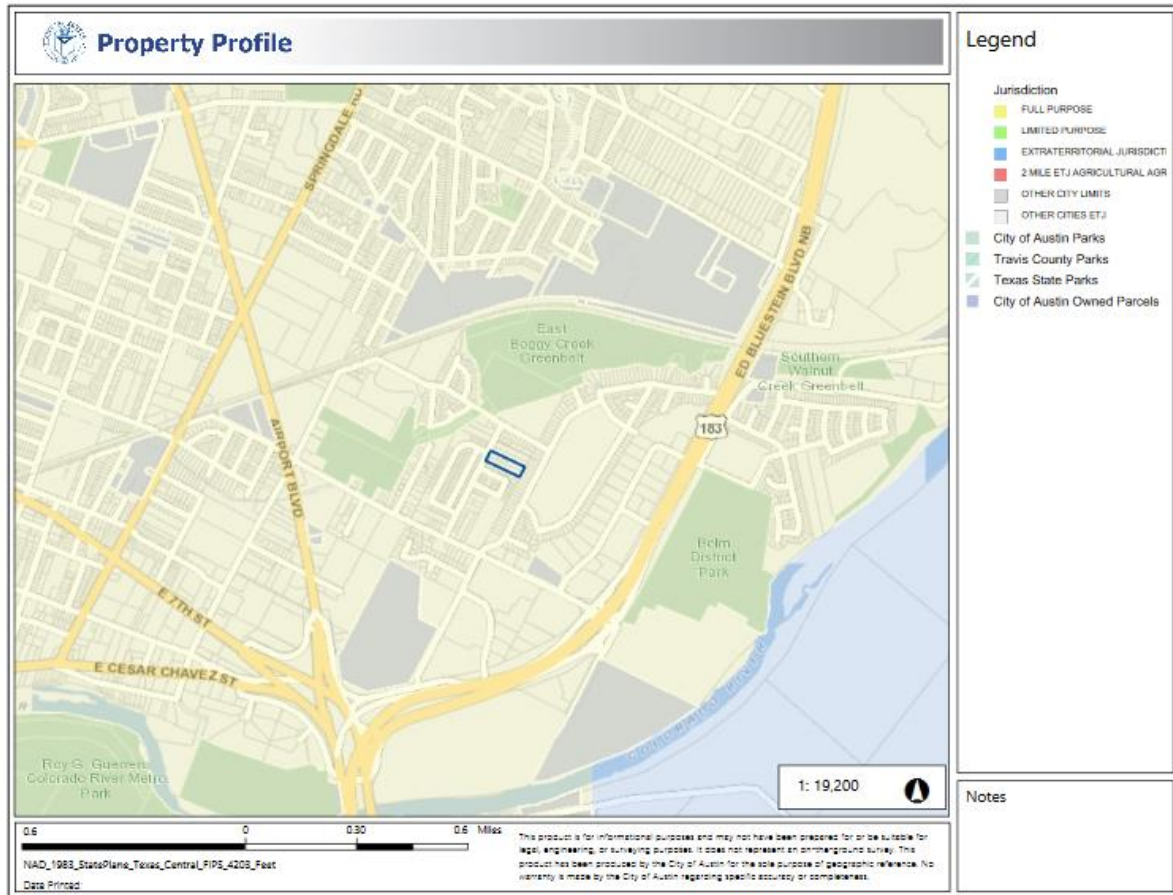 Property Profile
SPRINGDALE RD
ED BLUESTEIN BLVD NB
East
Boggy Creek
Greenbelt
Southern
Walnut
Creek Greenbelt
183
AIRPORT BLVD
Bolm
District
Park
E 7TH ST
E CESAR CHAVEZ ST
COLORADO RIVER
Roy G. Guerrero
Colorado River Metro
Park
1: 19,200
Legend
Jurisdiction
FULL PURPOSE
LIMITED PURPOSE
EXTRATERRITORIAL JURISDICTI
2 MILE ETJ AGRICULTURAL AGR
OTHER CITY LIMITS
OTHER CITIES ETJ
City of Austin Parks
Travis County Parks
Texas State Parks
City of Austin Owned Parcels
Notes
0.6 0 0.30 0.6 Miles
NAD_1983_StatePlane_Texas_Central_FIPS_4203_Feet
Date Printed:
This product is for informational purposes and may not have been prepared for or be suitable for
legal, engineering, or surveying purposes. It does not represent an on-the-ground survey. This
product has been produced by the City of Austin for the sole purpose of geographic reference. No
warranty is made by the City of Austin regarding specific accuracy or completeness.